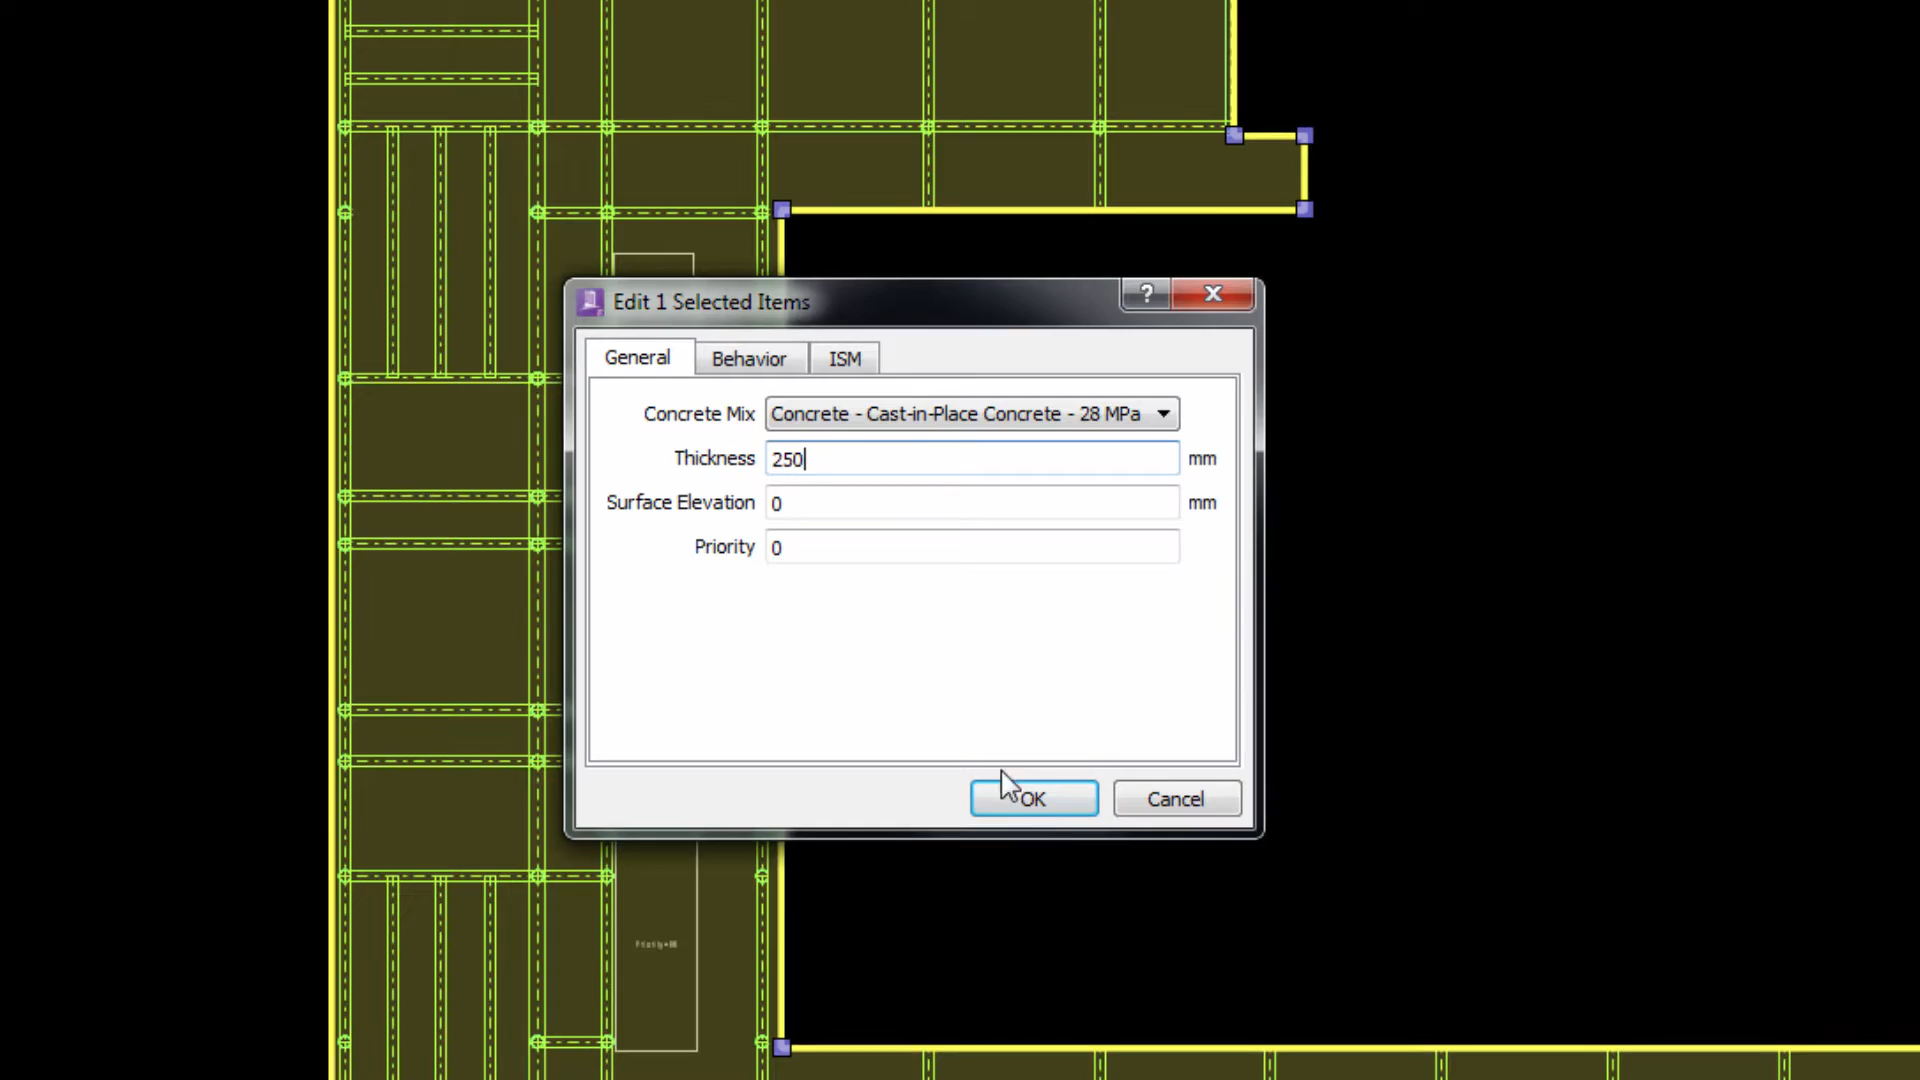 Edit 1 Selected Items
?
General Behavior ISM
Concrete Mix Concrete - Cast-in-Place Concrete - 28 MPa
Thickness 250 mm
Surface Elevation 0 mm
Priority 0
OK Cancel